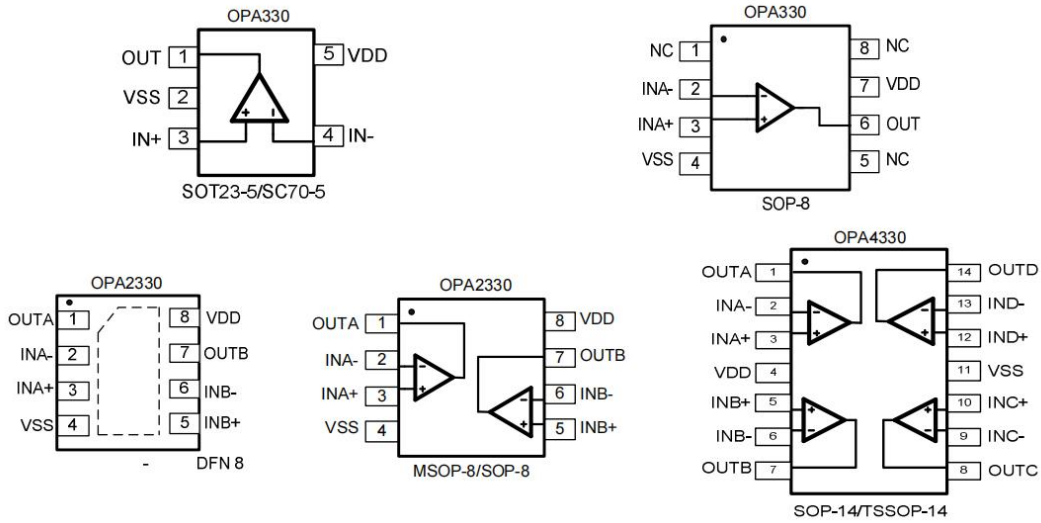 OPA330
OUT 1 5 VDD
VSS 2
IN+ 3 4 IN-
+ -
SOT23-5/SC70-5
OPA330
NC 1 8 NC
INA- 2 - 7 VDD
INA+ 3 + 6 OUT
VSS 4 5 NC
SOP-8
OPA2330
OUTA 1 8 VDD
INA- 2 7 OUTB
INA+ 3 6 INB-
VSS 4 5 INB+
- DFN 8
OPA2330
OUTA 1 8 VDD
INA- 2 - 7 OUTB
INA+ 3 + - 6 INB-
VSS 4 + 5 INB+
MSOP-8/SOP-8
OPA4330
OUTA 1 14 OUTD
INA- 2 - - 13 IND-
INA+ 3 + + 12 IND+
VDD 4 11 VSS
INB+ 5 + + 10 INC+
INB- 6 - - 9 INC-
OUTB 7 8 OUTC
SOP-14/TSSOP-14